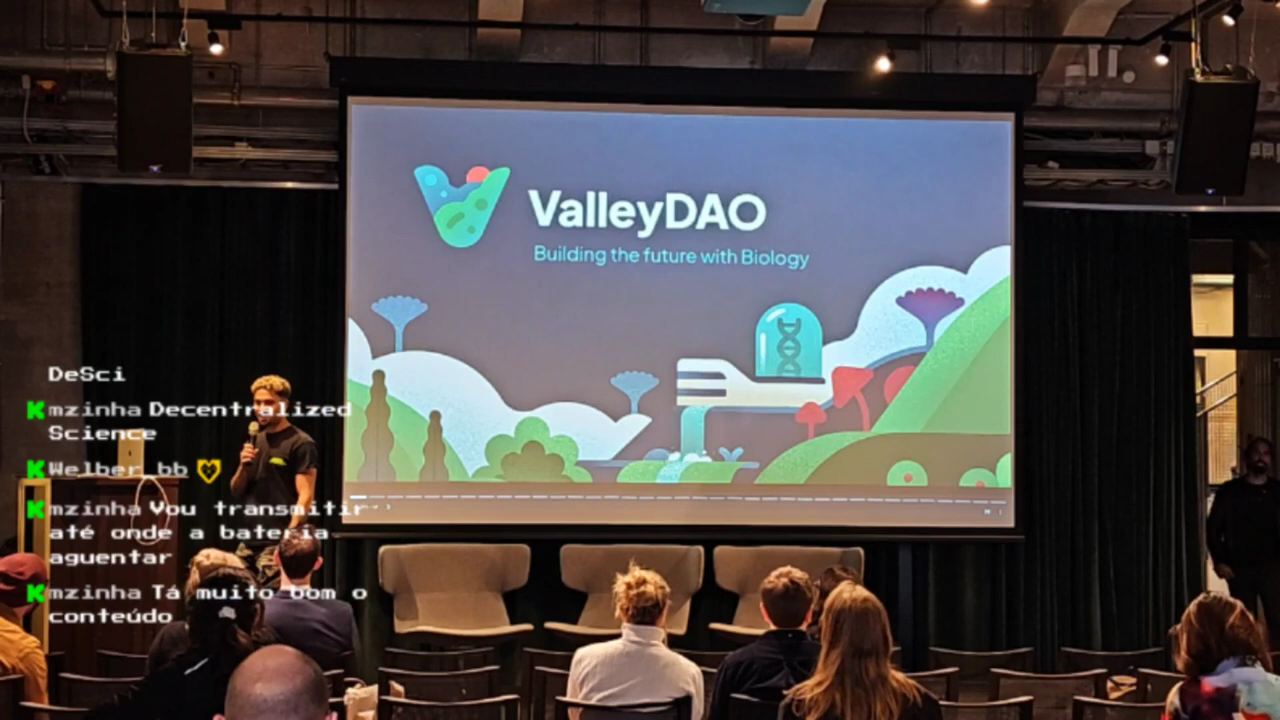 ValleyDAO
Building the future with Biology
DeSci
mzinha Decentralized
Science
Welber_bb
mzinha Vou transmitir
até onde a bateria
aguentar
mzinha Tá muito bom o
conteúdo